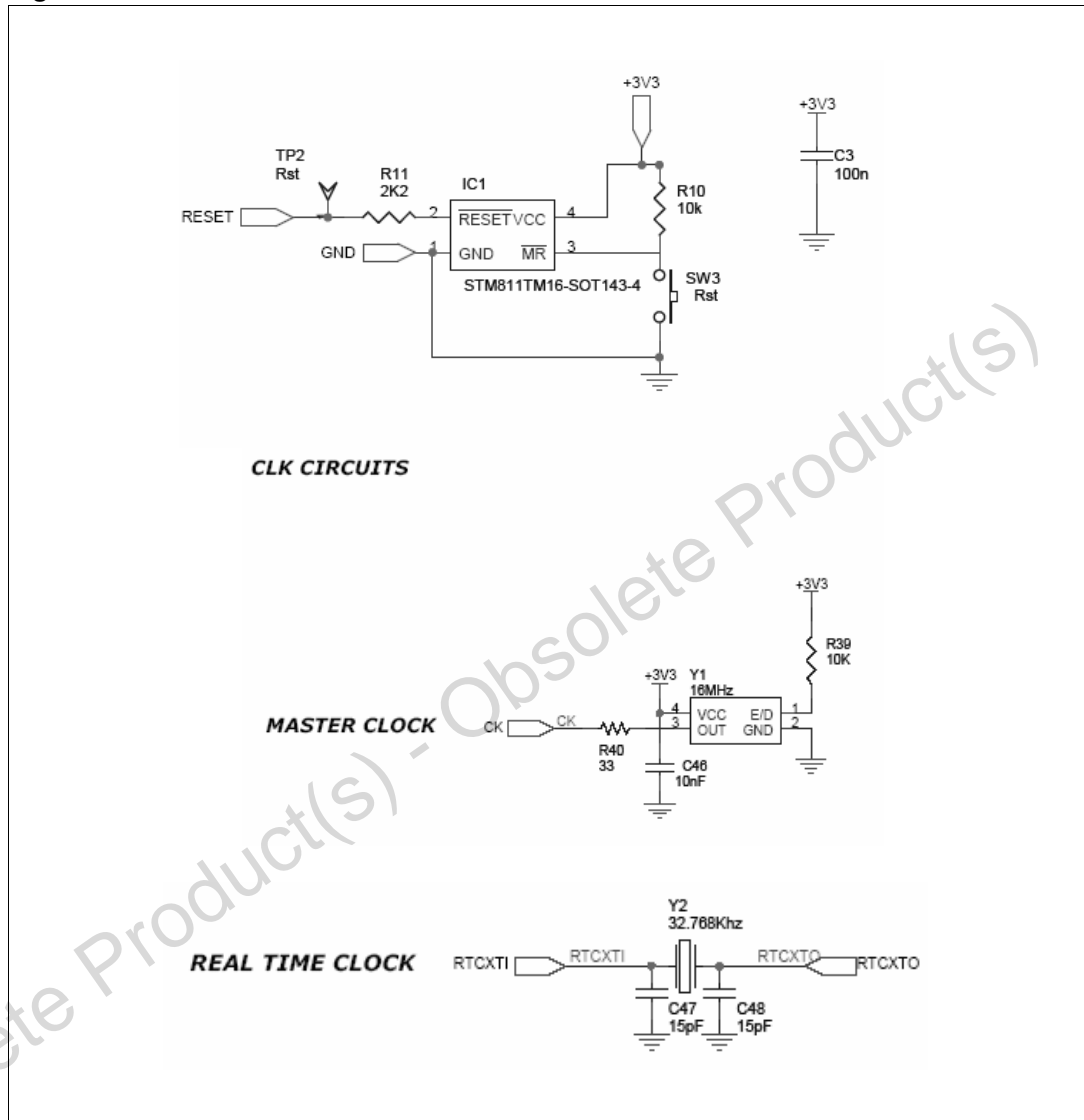 +3V3
+3V3
TP2
Rst
C3
100n
R11
2K2
IC1
R10
10k
RESET
2
RESET VCC
4
GND
1
GND
MR
3
STM811TM16-SOT143-4
SW3
Rst
CLK CIRCUITS
+3V3
R39
10K
+3V3
Y1
16MHz
MASTER CLOCK
CK
CK
4
VCC
E/D
1
3
OUT
GND
2
R40
33
C46
10nF
Y2
32.768Khz
REAL TIME CLOCK
RTCXTI
RTCXTI
RTCXTO
RTCXTO
C47
15pF
C48
15pF
Obsolete Product(s) - Obsolete Product(s)